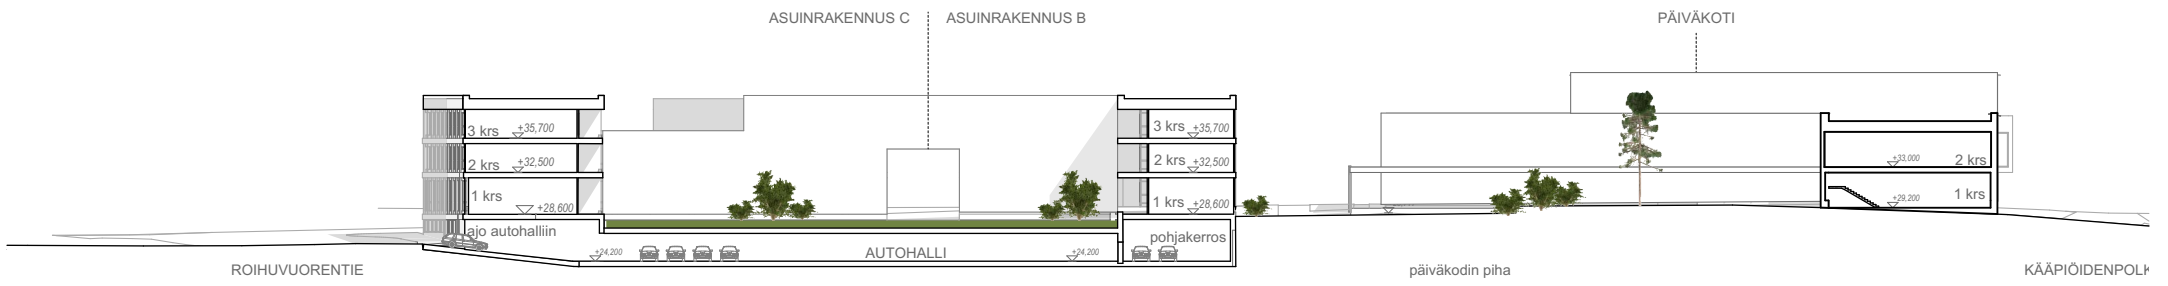 ASUINRAKENNUS C
ASUINRAKENNUS B
PÄIVÄKOTI
3 krs +35,700
2 krs +32,500
1 krs
+28,600
ajo autohalliin
3 krs +35,700
2 krs +32,500
1 krs +28,600
pohjakerros
+33,000 2 krs
+29,200 1 krs
+24,200
AUTOHALLI
+24,200
ROIHUVUORENTIE
päiväkodin piha
KÄÄPIÖIDENPOLK